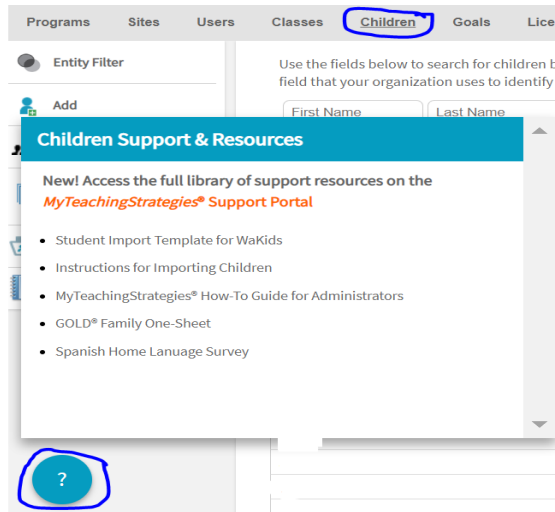 Programs Sites Users Classes Children Goals Lice
Entity Filter
Use the fields below to search for children b
field that your organization uses to identify
Add
First Name Last Name
Children Support & Resources
New! Access the full library of support resources on the
MyTeachingStrategies® Support Portal
• Student Import Template for WaKids
• Instructions for Importing Children
• MyTeachingStrategies® How-To Guide for Administrators
• GOLD® Family One-Sheet
• Spanish Home Lanuage Survey
?